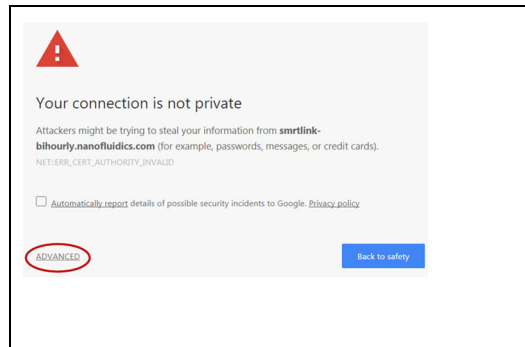 Your connection is not private
Attackers might be trying to steal your information from smrtlink-
bihourly.nanofluidics.com (for example, passwords, messages, or credit cards).
NET::ERR_CERT_AUTHORITY_INVALID
Automatically report details of possible security incidents to Google. Privacy policy
ADVANCED
Back to safety